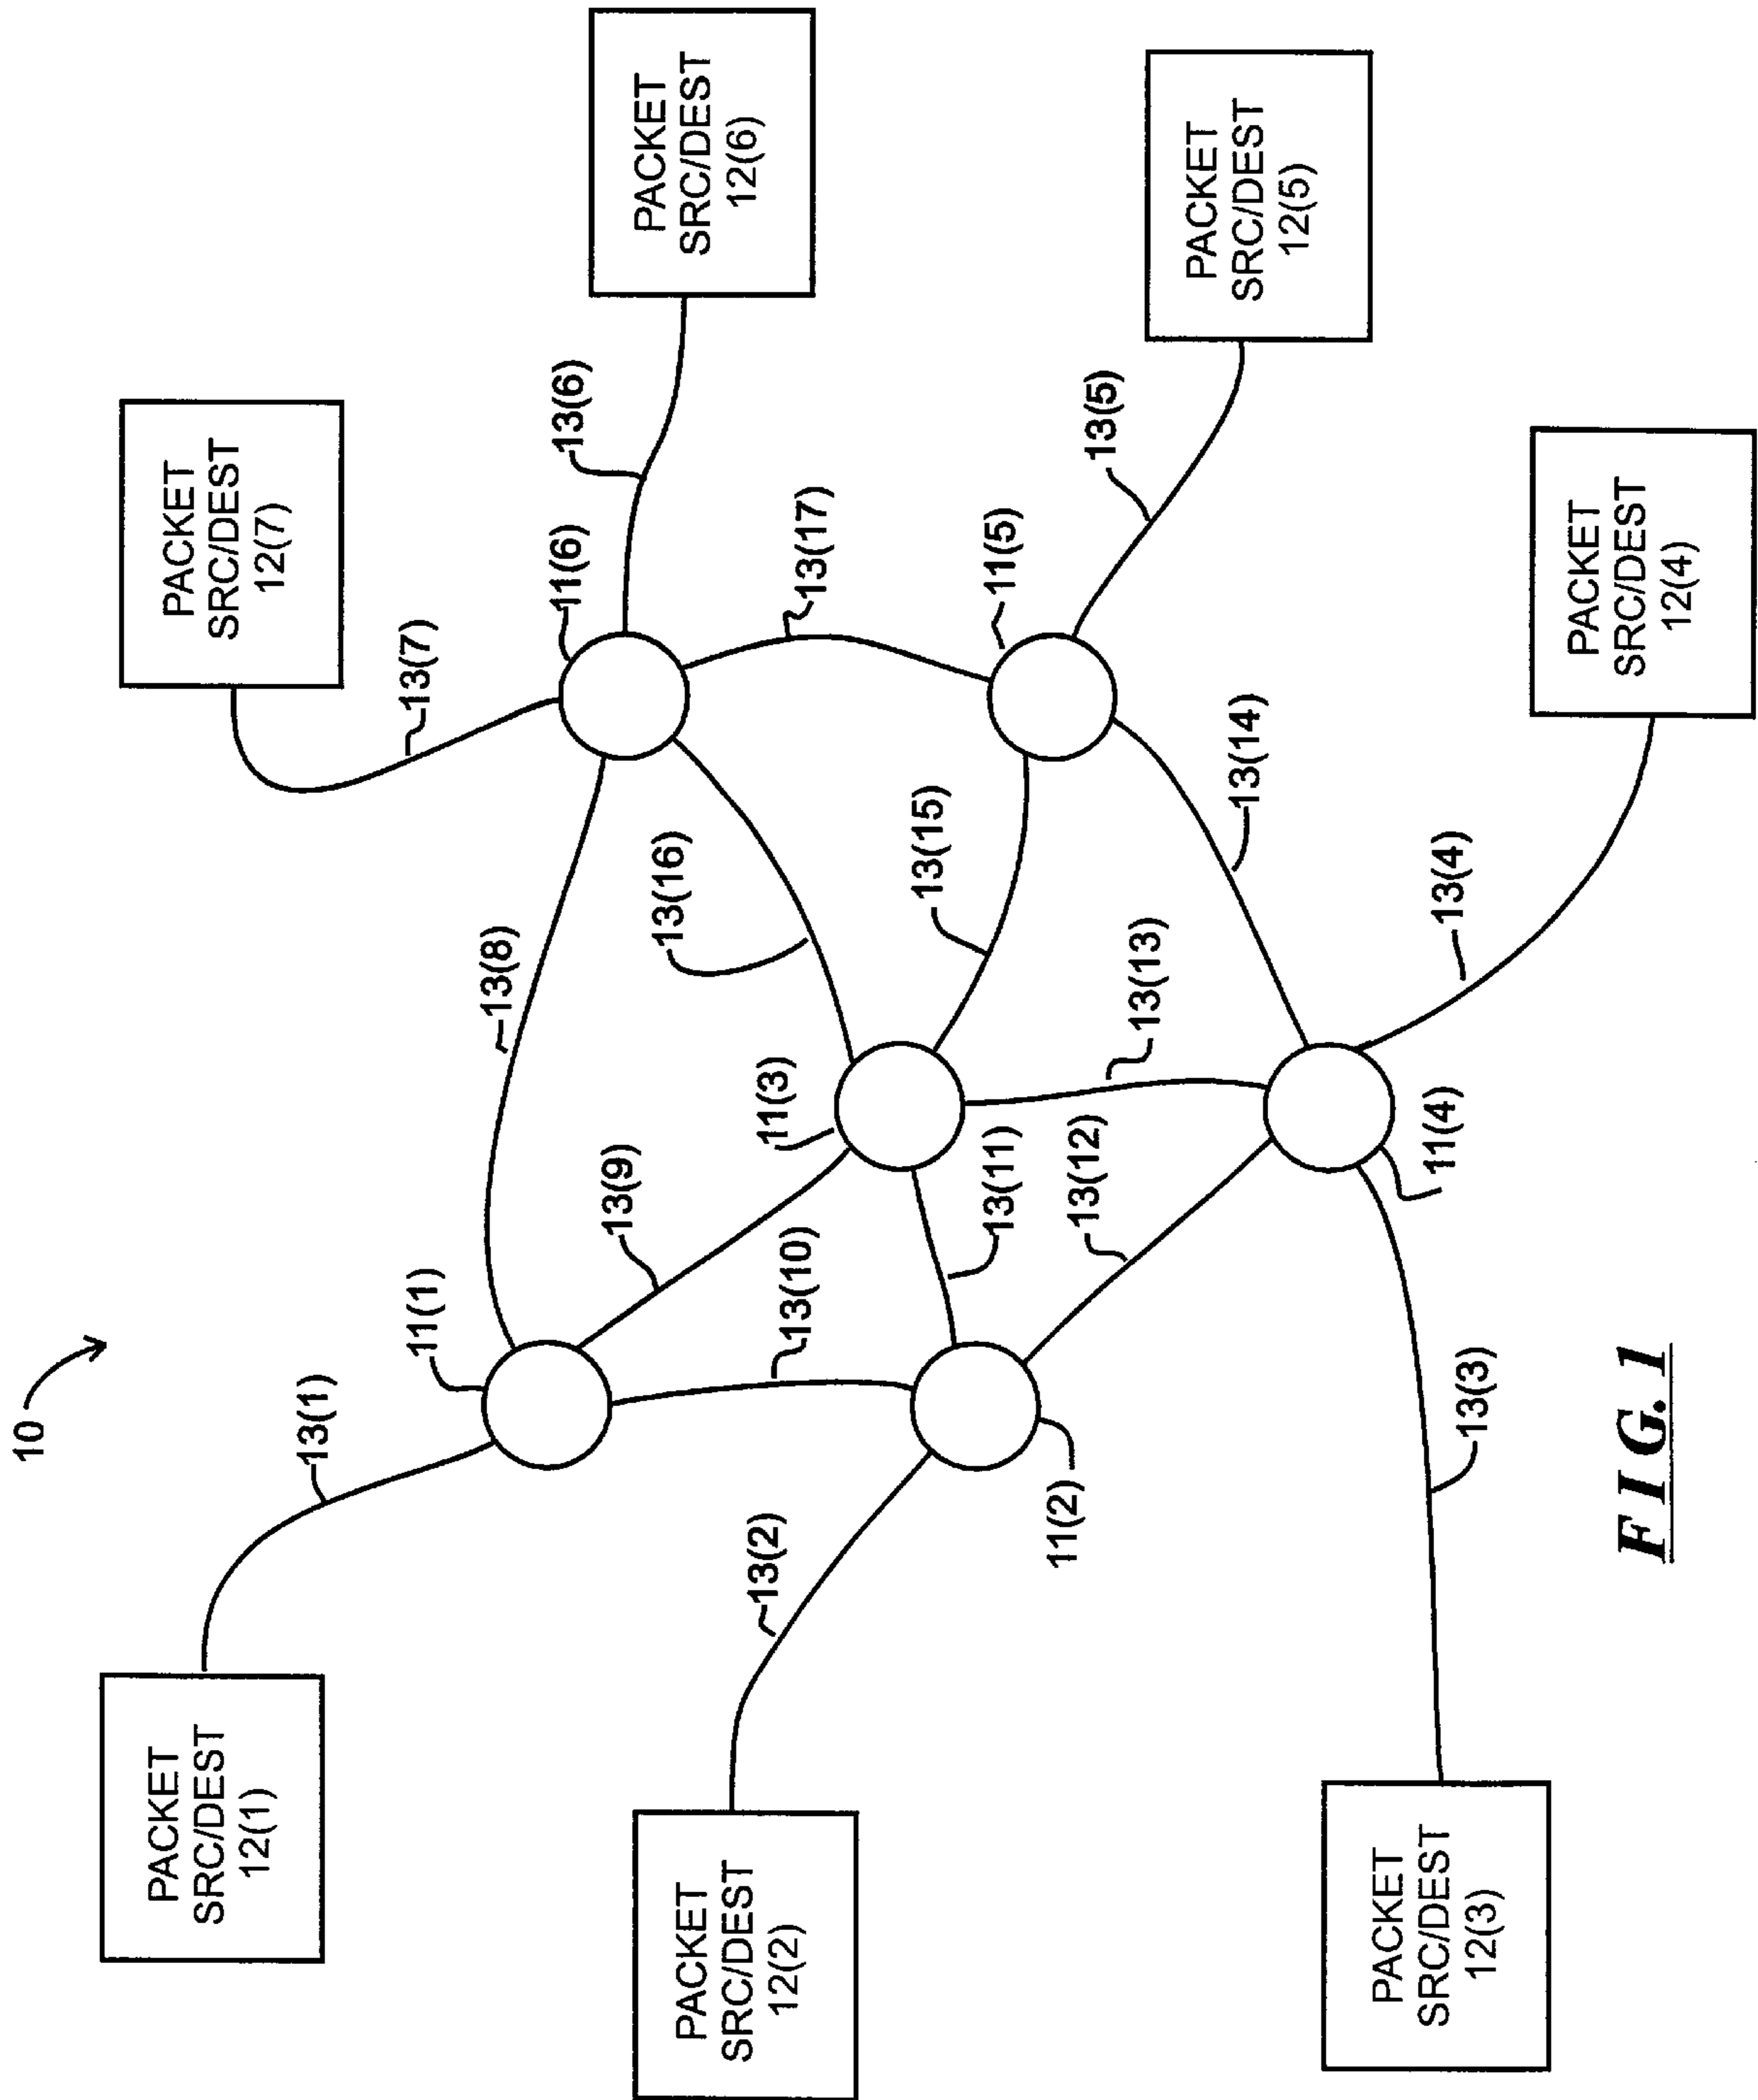 10
PACKET
SRC/DEST
12(1)
13(1)
11(1)
13(8)
13(7)
PACKET
SRC/DEST
12(7)
11(6)
13(6)
PACKET
SRC/DEST
12(6)
13(9)
13(16)
13(17)
13(10)
11(3)
PACKET
SRC/DEST
12(2)
13(2)
11(2)
13(11)
13(15)
11(5)
13(5)
PACKET
SRC/DEST
12(5)
13(12)
13(13)
13(14)
PACKET
SRC/DEST
12(3)
13(3)
11(4)
13(4)
PACKET
SRC/DEST
12(4)
FIG. 1